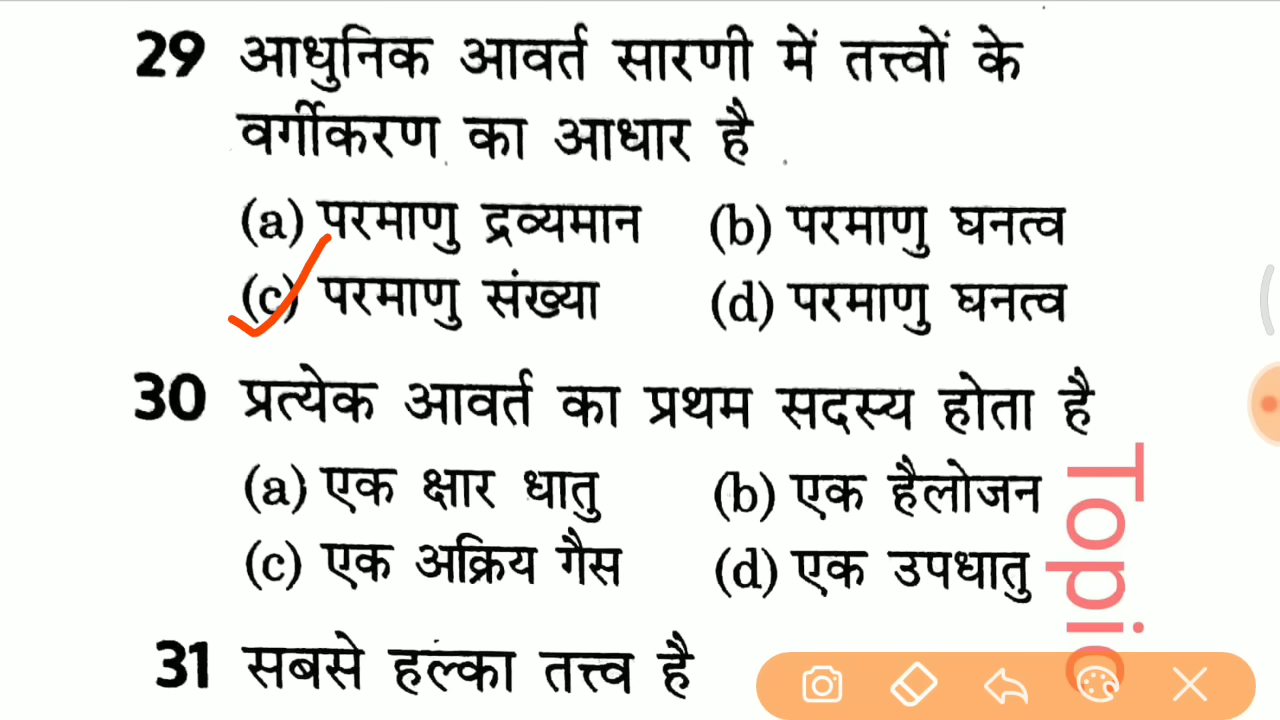 29 आधुनिक आवर्त सारणी में तत्त्वों के
वर्गीकरण का आधार है
(a) परमाणु द्रव्यमान (b) परमाणु घनत्व
(c) परमाणु संख्या (d) परमाणु घनत्व
30 प्रत्येक आवर्त का प्रथम सदस्य होता है
(a) एक क्षार धातु (b) एक हैलोजन
(c) एक अक्रिय गैस (d) एक उपधातु
31 सबसे हल्का तत्त्व है
Topic